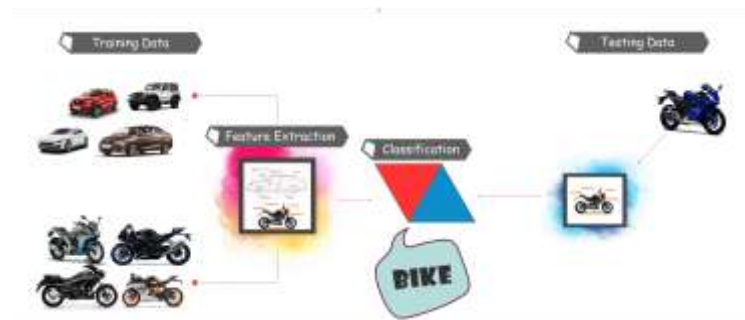 Training Data
Testing Data
Feature Extraction
Classification
BIKE